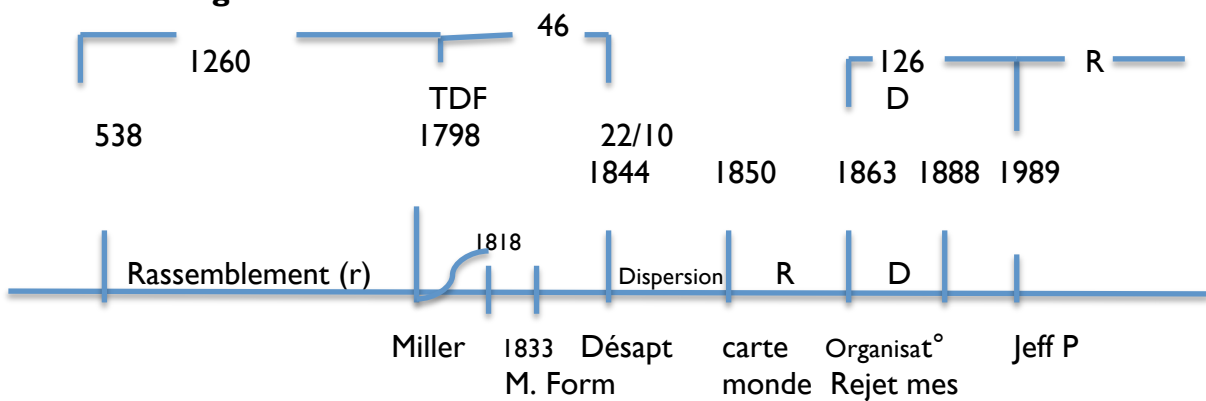 46
1260
126
R
TDF
D
538
1798
22/10
1844
1850
1863
1888
1989
1818
Rassemblement (r)
Dispersion
R
D
Miller
1833
Désapt
carte
Organisat°
Jeff P
M. Form
monde
Rejet mes